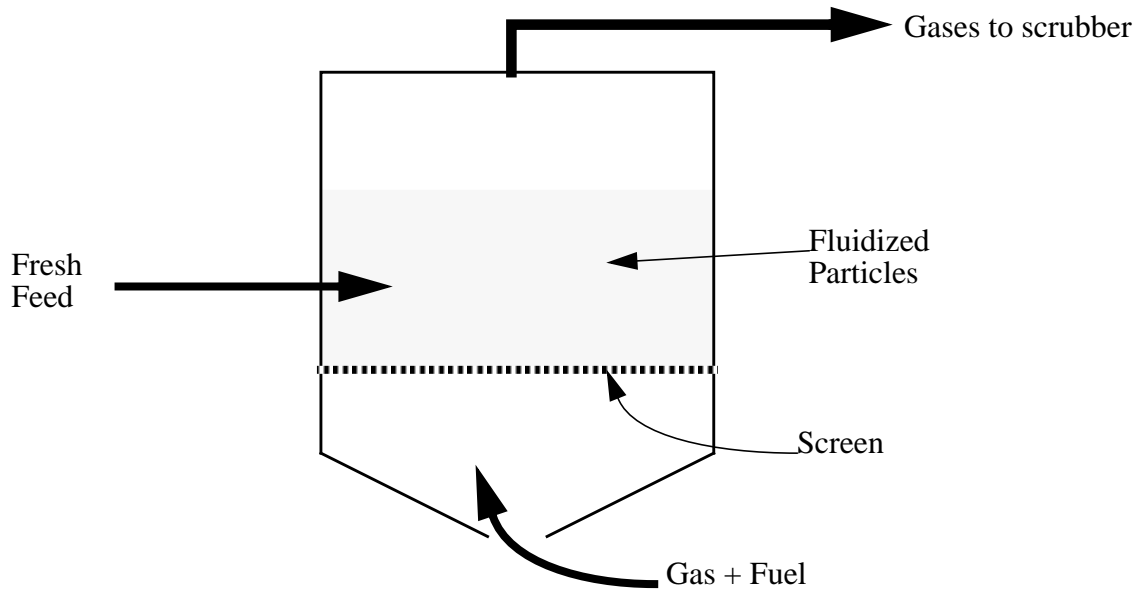 Gases to scrubber
Fluidized
Particles
Fresh
Feed
Screen
Gas + Fuel